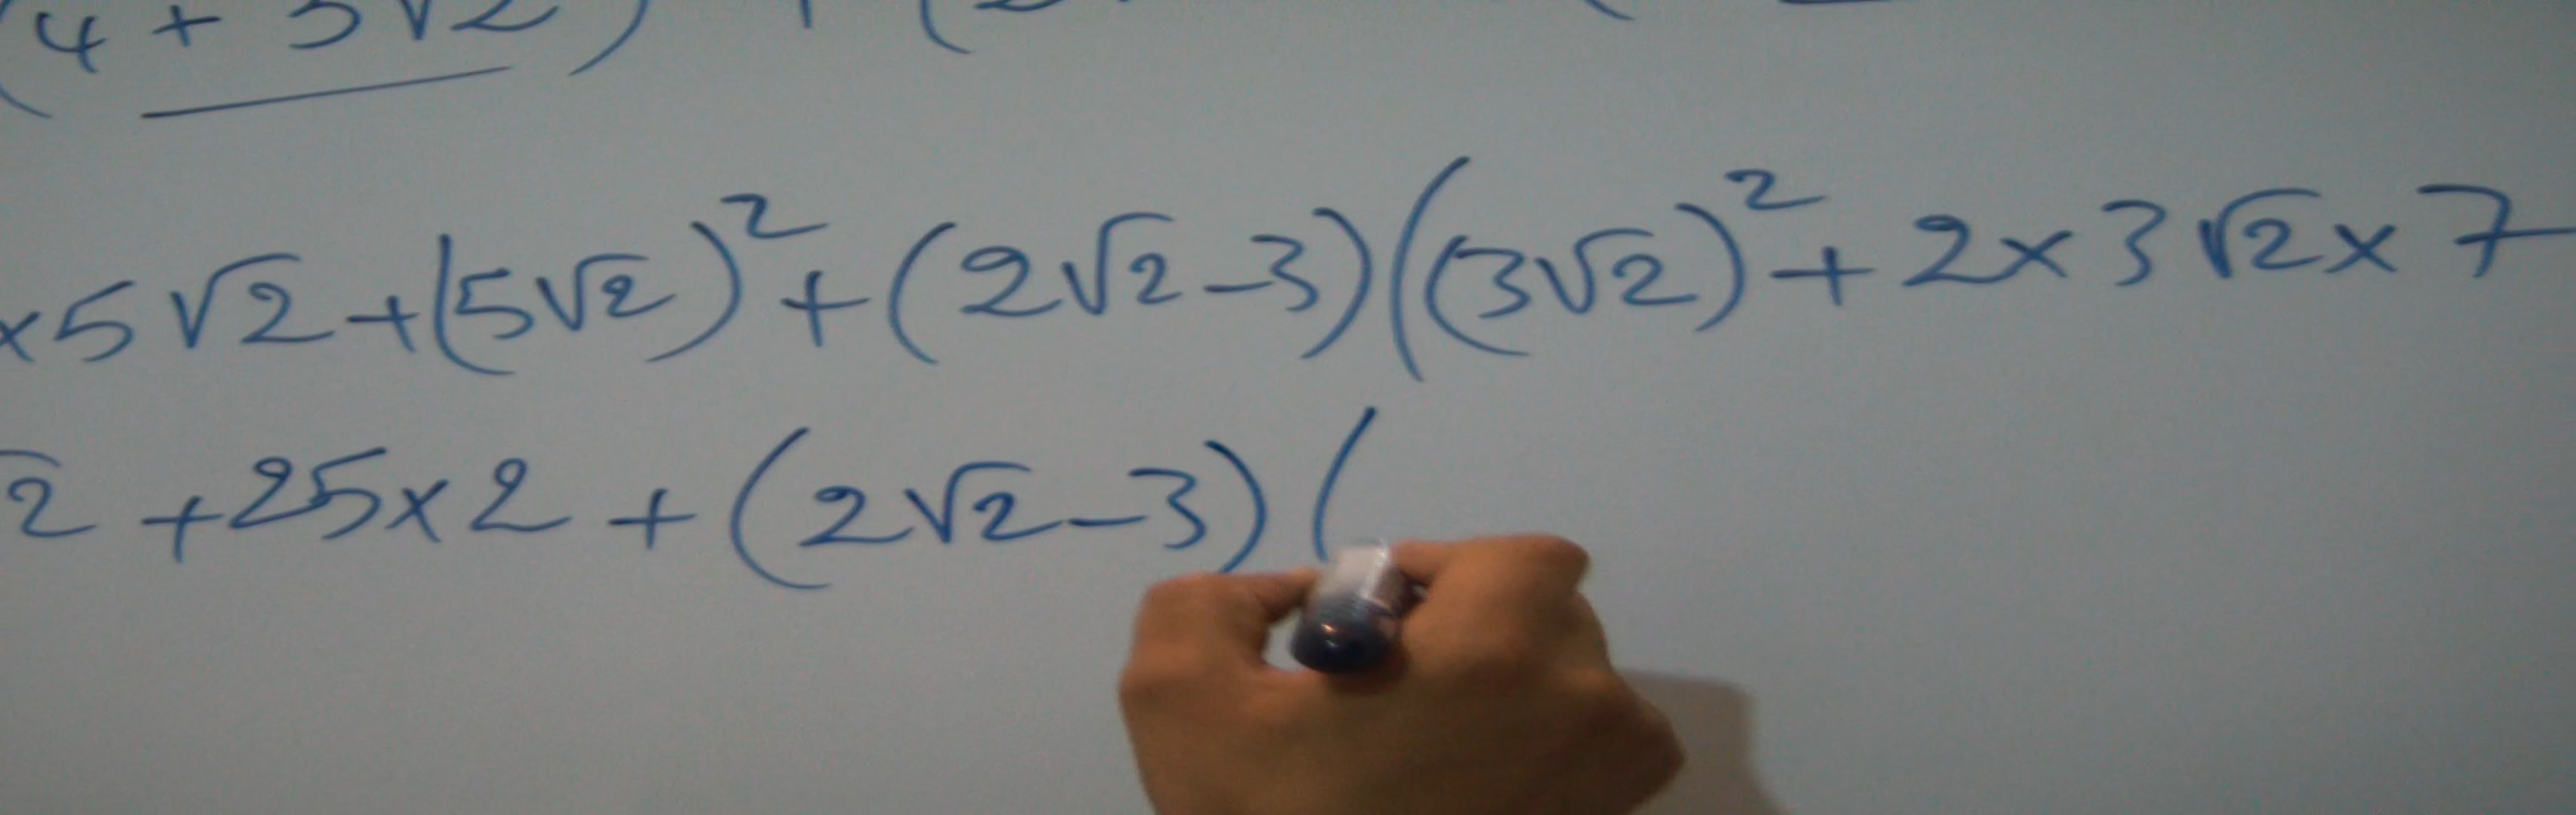 (4 + 5√2) + (2
×5√2+(5√2)²+(2√2-3)((3√2)²+2×3√2×7
2 +25×2+(2√2-3)(